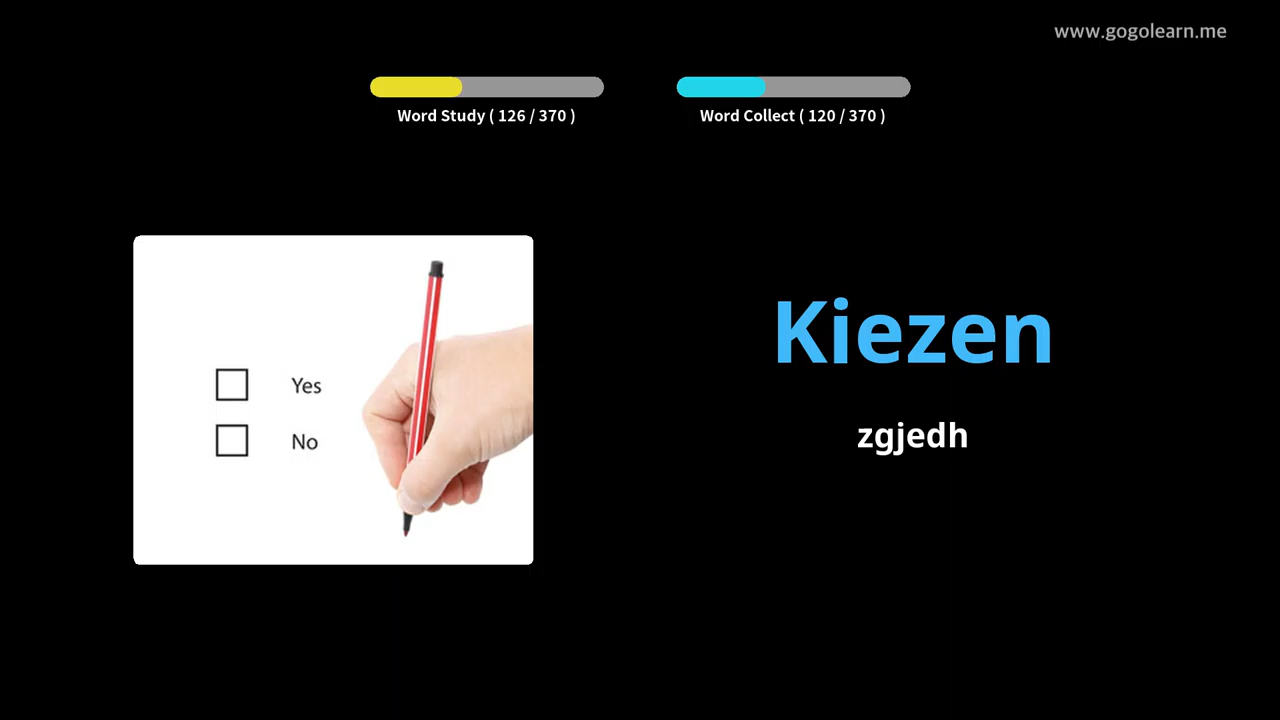 www.gogolearn.me
Word Study ( 126 / 370 )
Word Collect ( 120 / 370 )
Yes
No
Kiezen
zgjedh